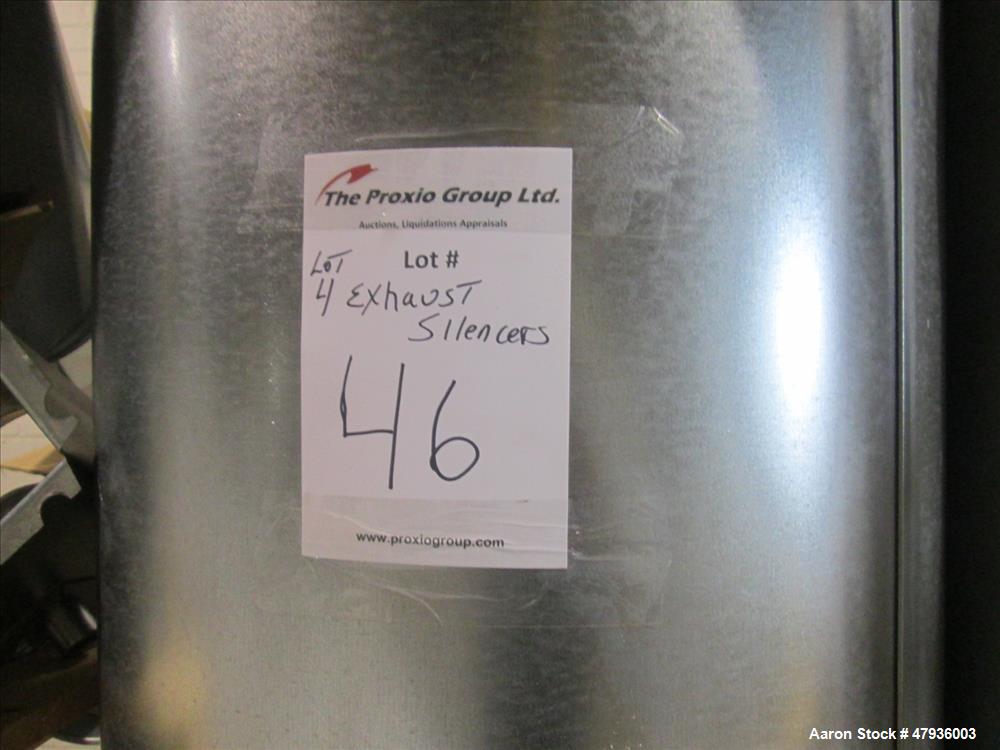 The Proxio Group Ltd.
Auctions, Liquidations Appraisals
LOT Lot #
4 Exhaust
Silencers
46
www.proxiogroup.com
Aaron Stock # 47936003